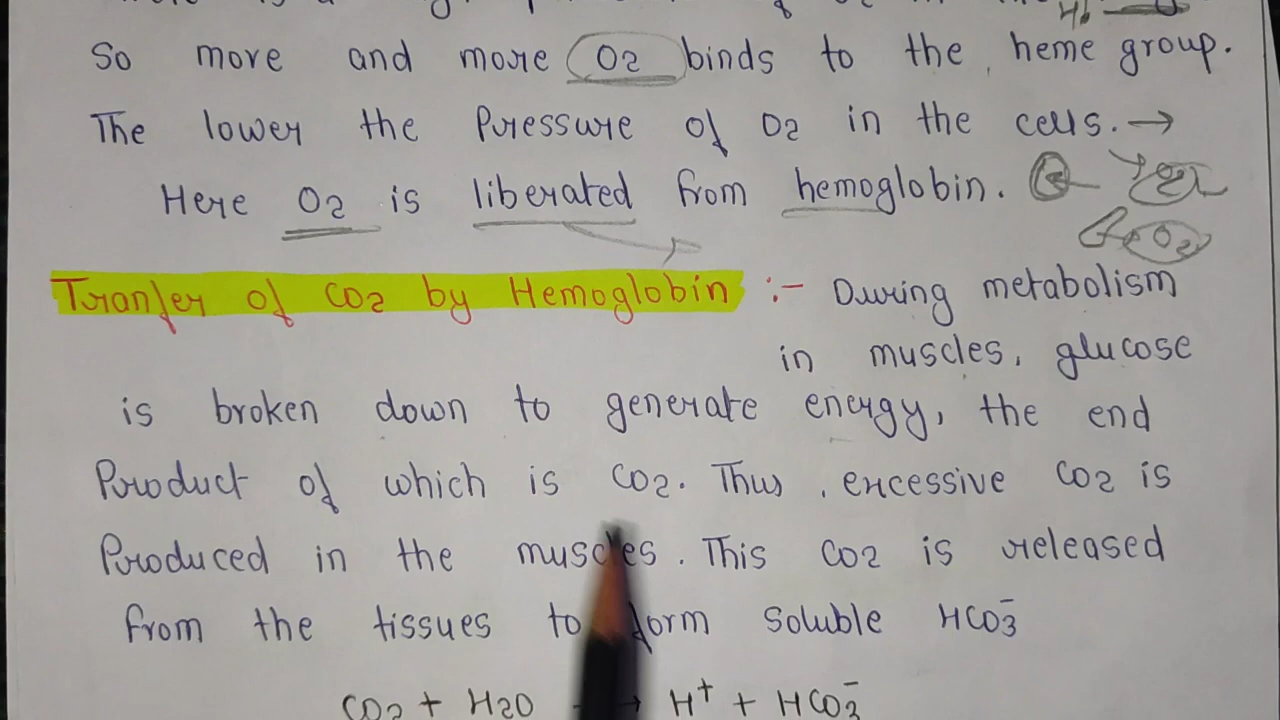 So more and more O2 binds to the heme group.
Hb
The lower the Pressure of O2 in the cells. →
Here O2 is liberated from hemoglobin.
O2
Tranfer of CO2 by Hemoglobin :- During metabolism
in muscles, glucose
is broken down to generate energy, the end
Product of which is CO2. Thus, excessive CO2 is
Produced in the muscles. This CO2 is released
from the tissues to form soluble HCO3⁻
CO2 + H2O → H⁺ + HCO3⁻